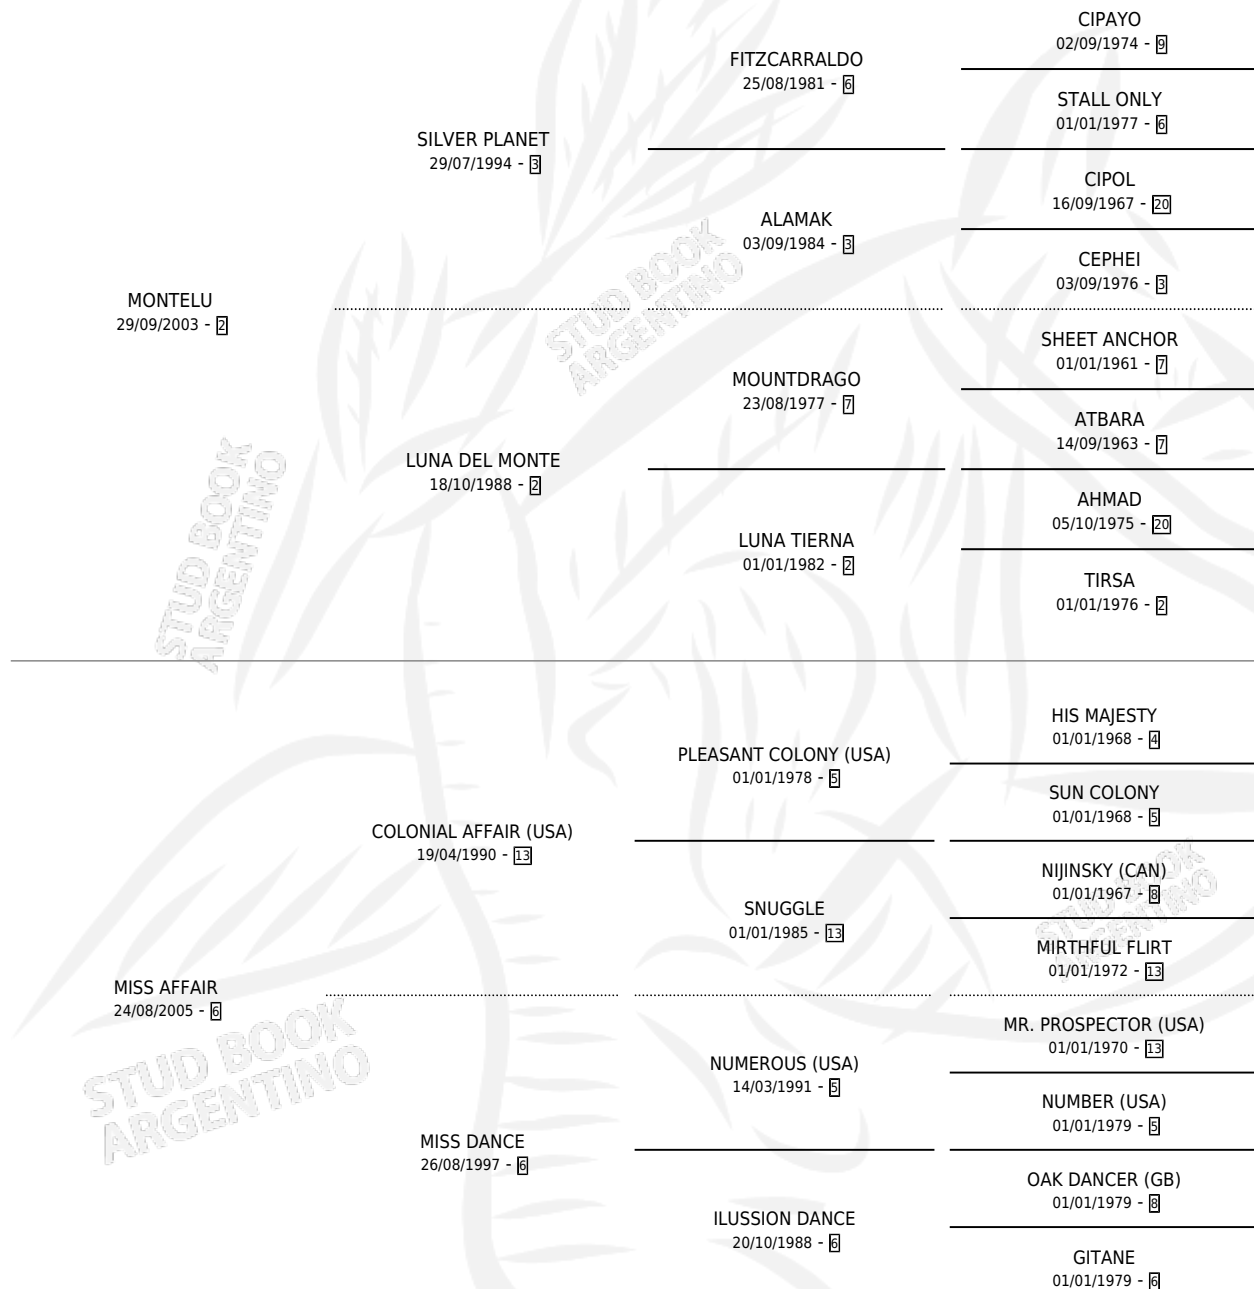 CIPAYO
02/09/1974 - 9
FITZCARRALDO
25/08/1981 - 6
STALL ONLY
01/01/1977 - 6
SILVER PLANET
29/07/1994 - 3
CIPOL
16/09/1967 - 20
ALAMAK
03/09/1984 - 3
CEPHEI
03/09/1976 - 3
MONTELU
29/09/2003 - 2
SHEET ANCHOR
01/01/1961 - 7
MOUNTDRAGO
23/08/1977 - 7
ATBARA
14/09/1963 - 7
LUNA DEL MONTE
18/10/1988 - 2
AHMAD
05/10/1975 - 20
LUNA TIERNA
01/01/1982 - 2
TIRSA
01/01/1976 - 2
HIS MAJESTY
01/01/1968 - 4
PLEASANT COLONY (USA)
01/01/1978 - 5
SUN COLONY
01/01/1968 - 5
COLONIAL AFFAIR (USA)
19/04/1990 - 13
NIJINSKY (CAN)
01/01/1967 - 8
SNUGGLE
01/01/1985 - 13
MIRTHFUL FLIRT
01/01/1972 - 13
MISS AFFAIR
24/08/2005 - 6
MR. PROSPECTOR (USA)
01/01/1970 - 13
NUMEROUS (USA)
14/03/1991 - 5
NUMBER (USA)
01/01/1979 - 5
MISS DANCE
26/08/1997 - 6
OAK DANCER (GB)
01/01/1979 - 8
ILUSSION DANCE
20/10/1988 - 6
GITANE
01/01/1979 - 6
STUD BOOK
ARGENTINO
STUD BOOK
ARGENTINO
STUD BOOK
ARGENTINO
STUD BOOK
ARGENTINO